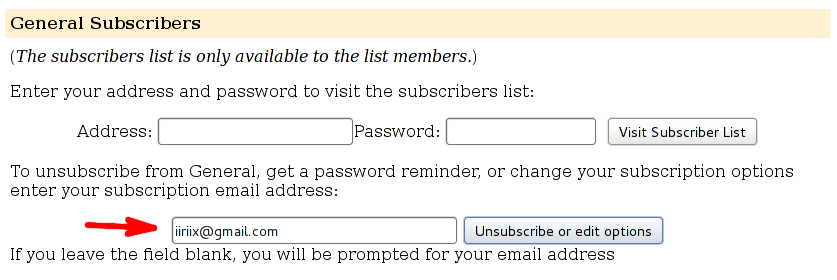 General Subscribers
(The subscribers list is only available to the list members.)
Enter your address and password to visit the subscribers list:
Address: Password: Visit Subscriber List
To unsubscribe from General, get a password reminder, or change your subscription options
enter your subscription email address:
iiriix@gmail.com Unsubscribe or edit options
If you leave the field blank, you will be prompted for your email address